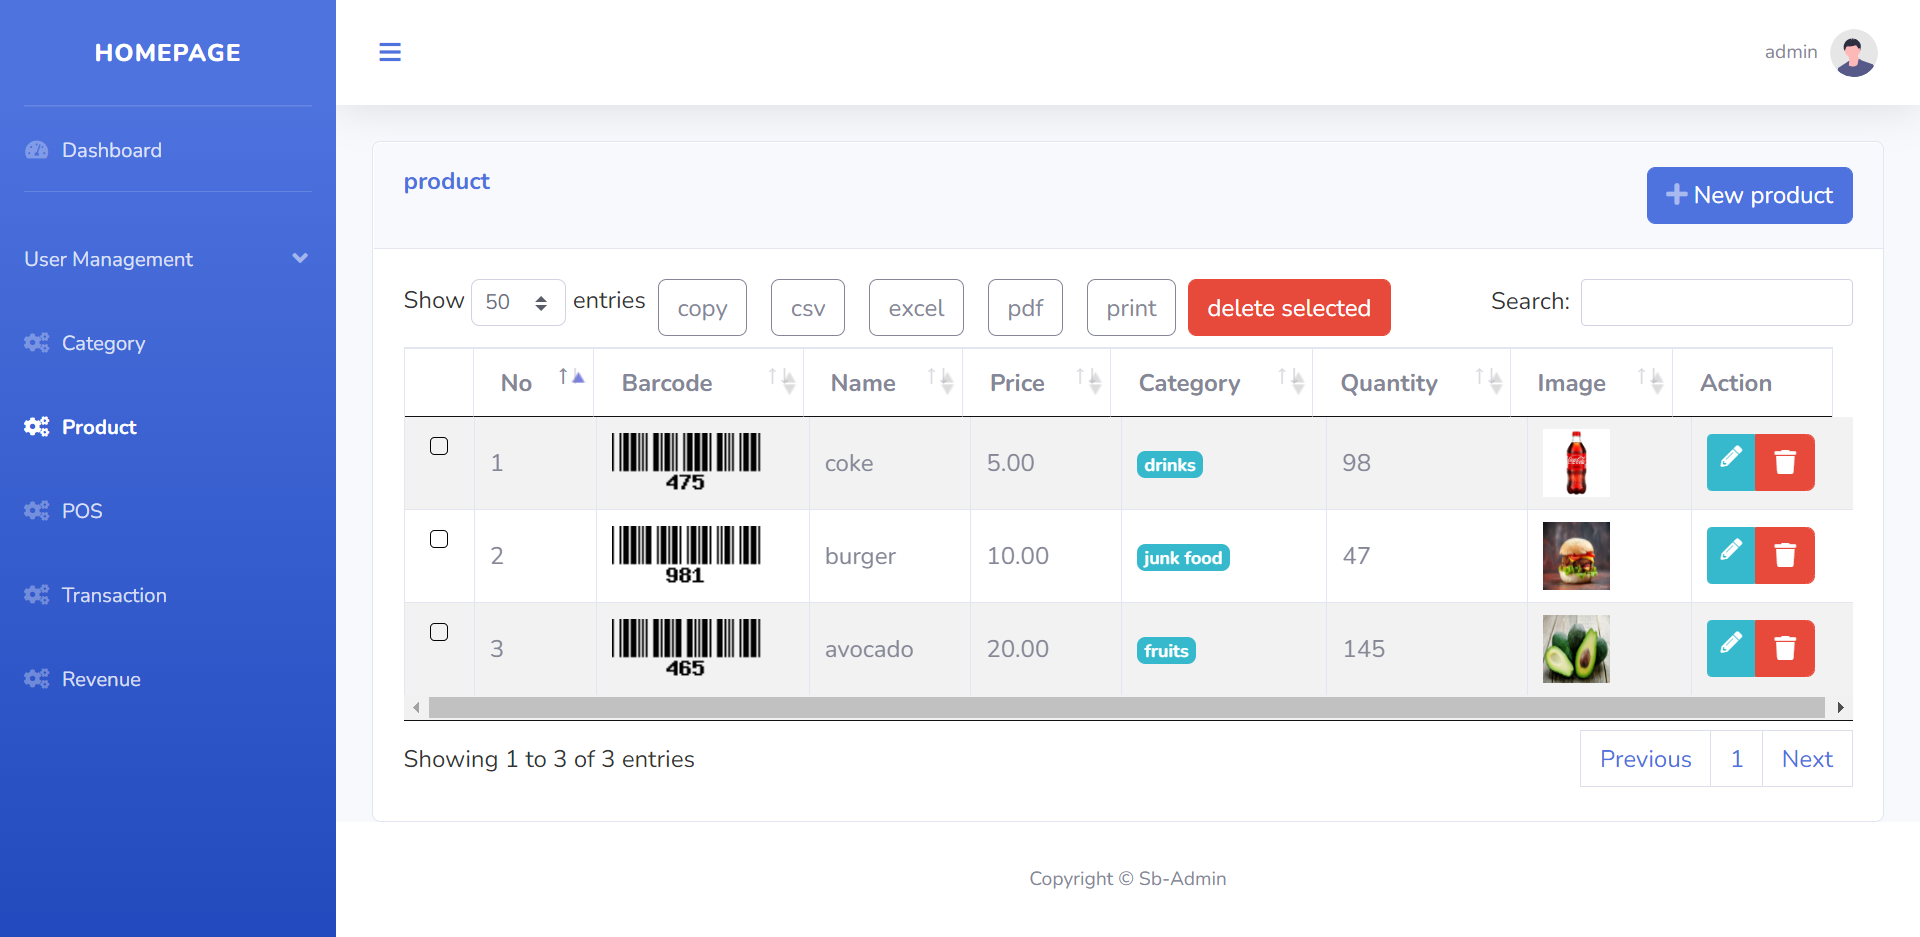 HOMEPAGE
admin
Dashboard
product
New product
User Management
Show 50 entries copy csv excel pdf print delete selected Search:
Category
No Barcode Name Price Category Quantity Image Action
Product
1 475 coke 5.00 drinks 98
POS
2 981 burger 10.00 junk food 47
Transaction
3 465 avocado 20.00 fruits 145
Revenue
Showing 1 to 3 of 3 entries Previous 1 Next
Copyright © Sb-Admin